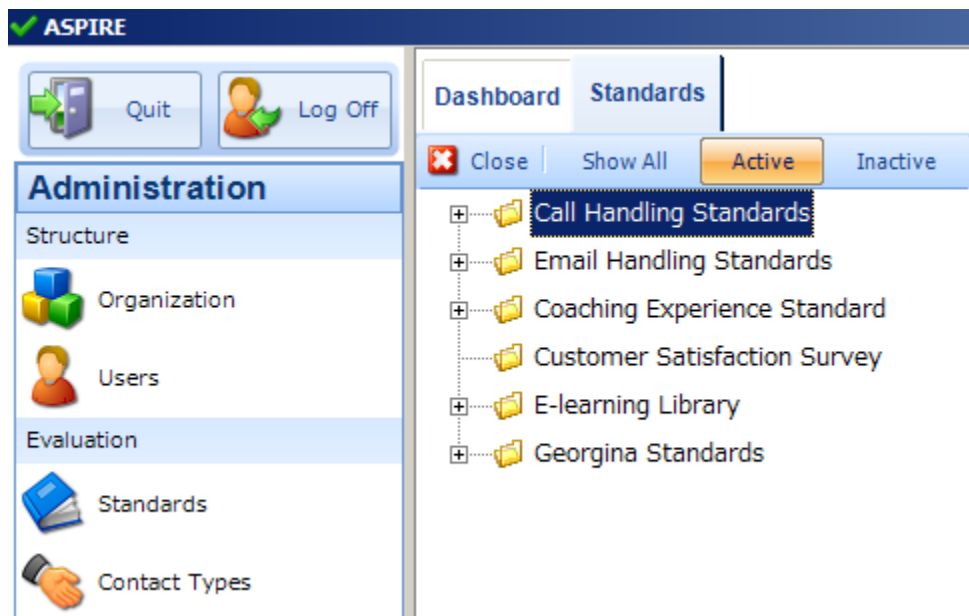 ASPIRE
Quit
Log Off
Administration
Structure
Organization
Users
Evaluation
Standards
Contact Types
Dashboard
Standards
Close
Show All
Active
Inactive
Call Handling Standards
Email Handling Standards
Coaching Experience Standard
Customer Satisfaction Survey
E-learning Library
Georgina Standards